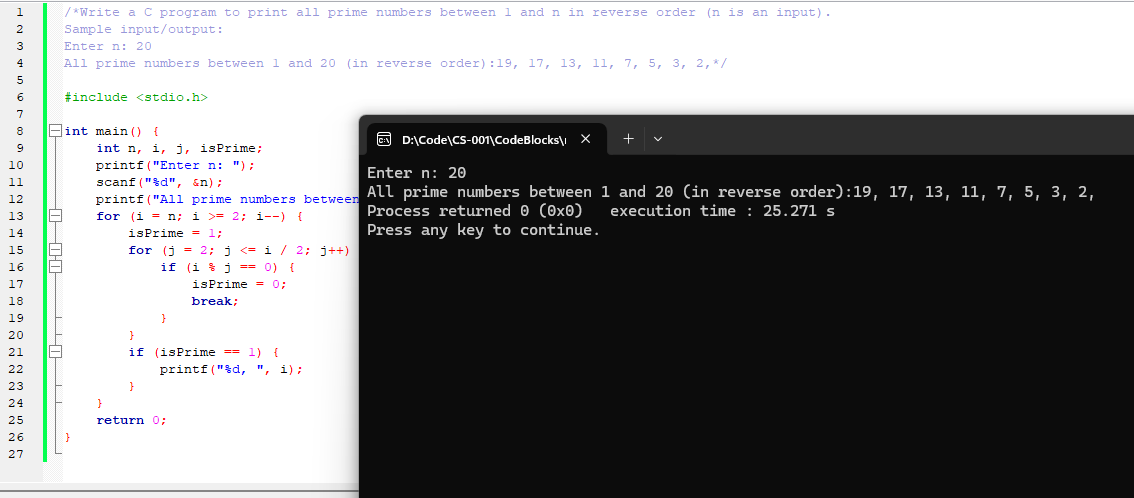 1 /*Write a C program to print all prime numbers between 1 and n in reverse order (n is an input).
2 Sample input/output:
3 Enter n: 20
4 All prime numbers between 1 and 20 (in reverse order):19, 17, 13, 11, 7, 5, 3, 2,*/
5
6 #include <stdio.h>
7
8 int main() {
9 int n, i, j, isPrime;
10 printf("Enter n: ");
11 scanf("%d", &n);
12 printf("All prime numbers between
13 for (i = n; i >= 2; i--) {
14 isPrime = 1;
15 for (j = 2; j <= i / 2; j++)
16 if (i % j == 0) {
17 isPrime = 0;
18 break;
19 }
20 }
21 if (isPrime == 1) {
22 printf("%d, ", i);
23 }
24 }
25 return 0;
26 }
27
D:\Code\CS-001\CodeBlocks\
Enter n: 20
All prime numbers between 1 and 20 (in reverse order):19, 17, 13, 11, 7, 5, 3, 2,
Process returned 0 (0x0) execution time : 25.271 s
Press any key to continue.